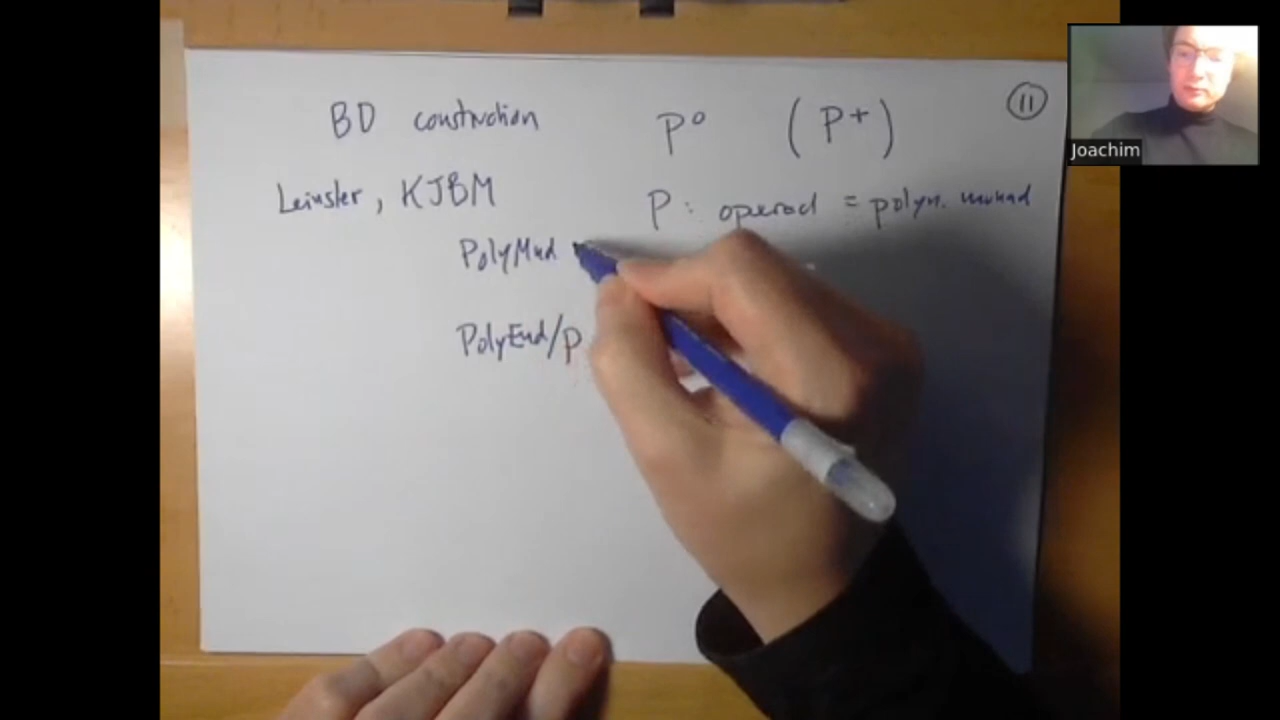 BD construction P° (P+) 11
Leinster, KJBM P: operad = polyn. monad
PolyMnd
PolyEnd/P
Joachim